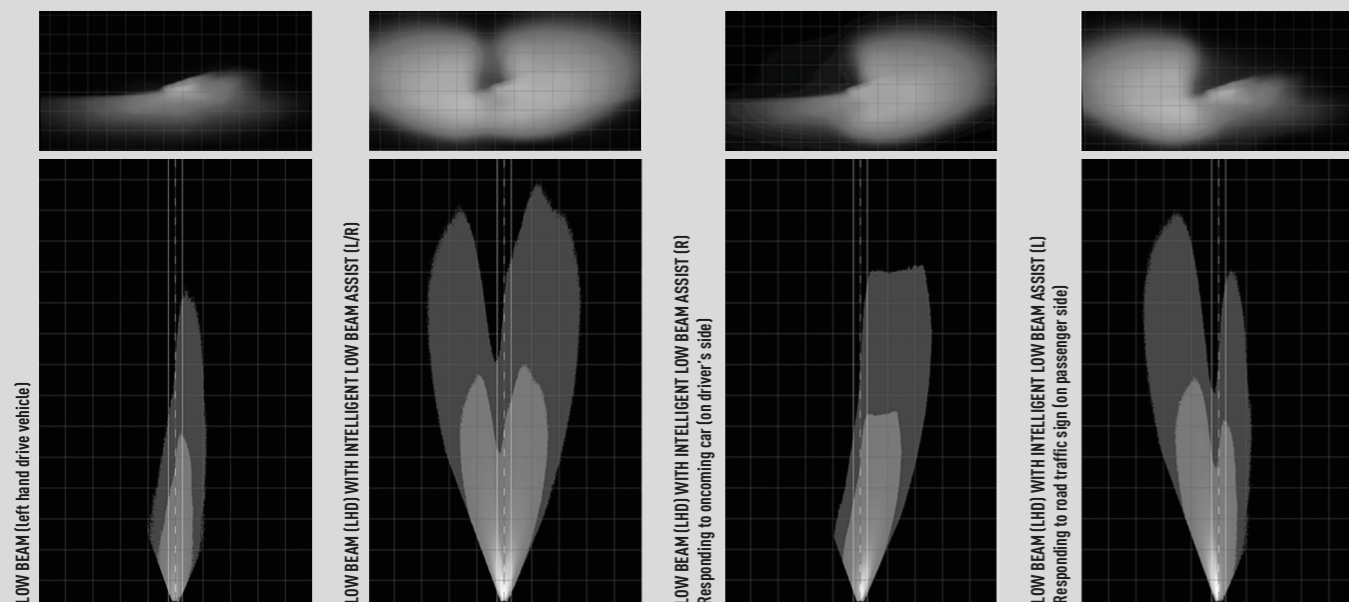 LOW BEAM (left hand drive vehicle)
LOW BEAM (LHD) WITH INTELLIGENT LOW BEAM ASSIST (L/R)
LOW BEAM (LHD) WITH INTELLIGENT LOW BEAM ASSIST (R)
Responding to oncoming car (on driver's side)
LOW BEAM (LHD) WITH INTELLIGENT LOW BEAM ASSIST (L)
Responding to road traffic sign (on passenger side)